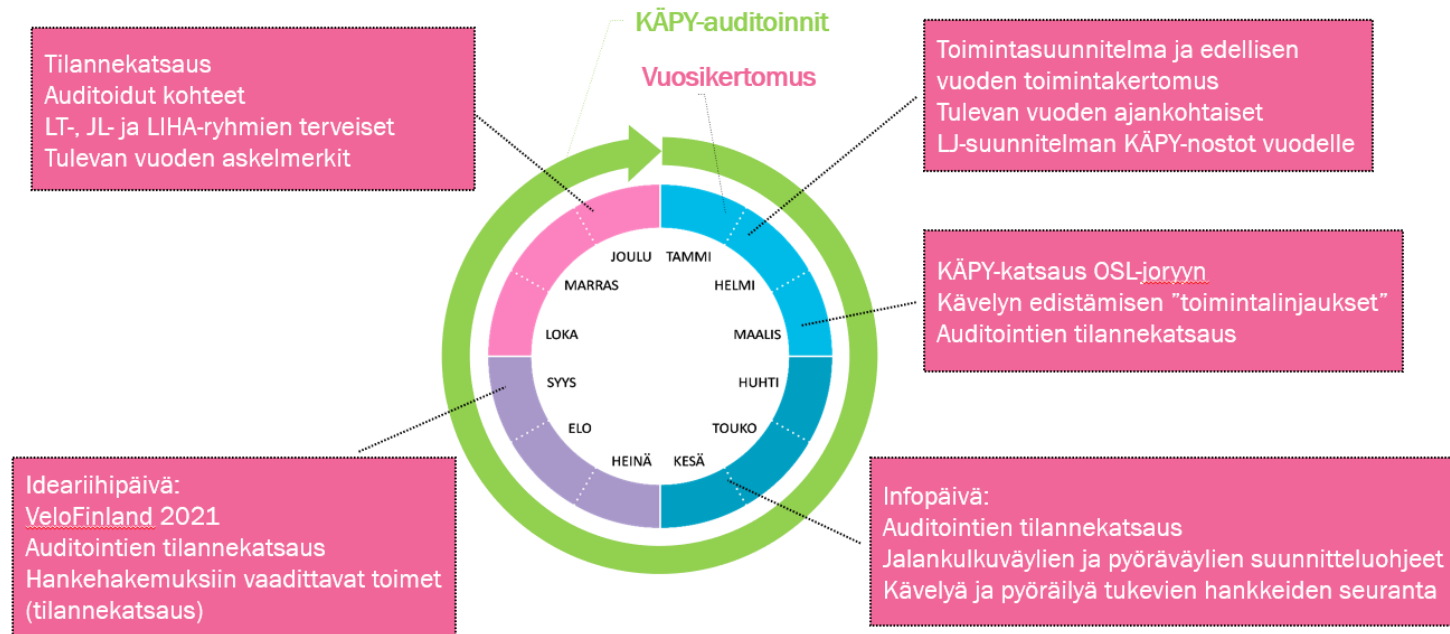 KÄPY-auditoinnit
Vuosikertomus
Tilannekatsaus
Auditoidut kohteet
LT-, JL- ja LIHA-ryhmien terveiset
Tulevan vuoden askelmerkit
Toimintasuunnitelma ja edellisen
vuoden toimintakertomus
Tulevan vuoden ajankohtaiset
LJ-suunnitelman KÄPY-nostot vuodelle
KÄPY-katsaus OSL-joryyn
Kävelyn edistämisen ”toimintalinjaukset”
Auditointien tilannekatsaus
JOULU
TAMMI
MARRAS
HELMI
LOKA
MAALIS
SYYS
HUHTI
ELO
TOUKO
HEINÄ
KESÄ
Ideariihipäivä:
VeloFinland 2021
Auditointien tilannekatsaus
Hankehakemuksiin vaadittavat toimet
(tilannekatsaus)
Infopäivä:
Auditointien tilannekatsaus
Jalankulkuväylien ja pyöräväylien suunnitteluohjeet
Kävelyä ja pyöräilyä tukevien hankkeiden seuranta